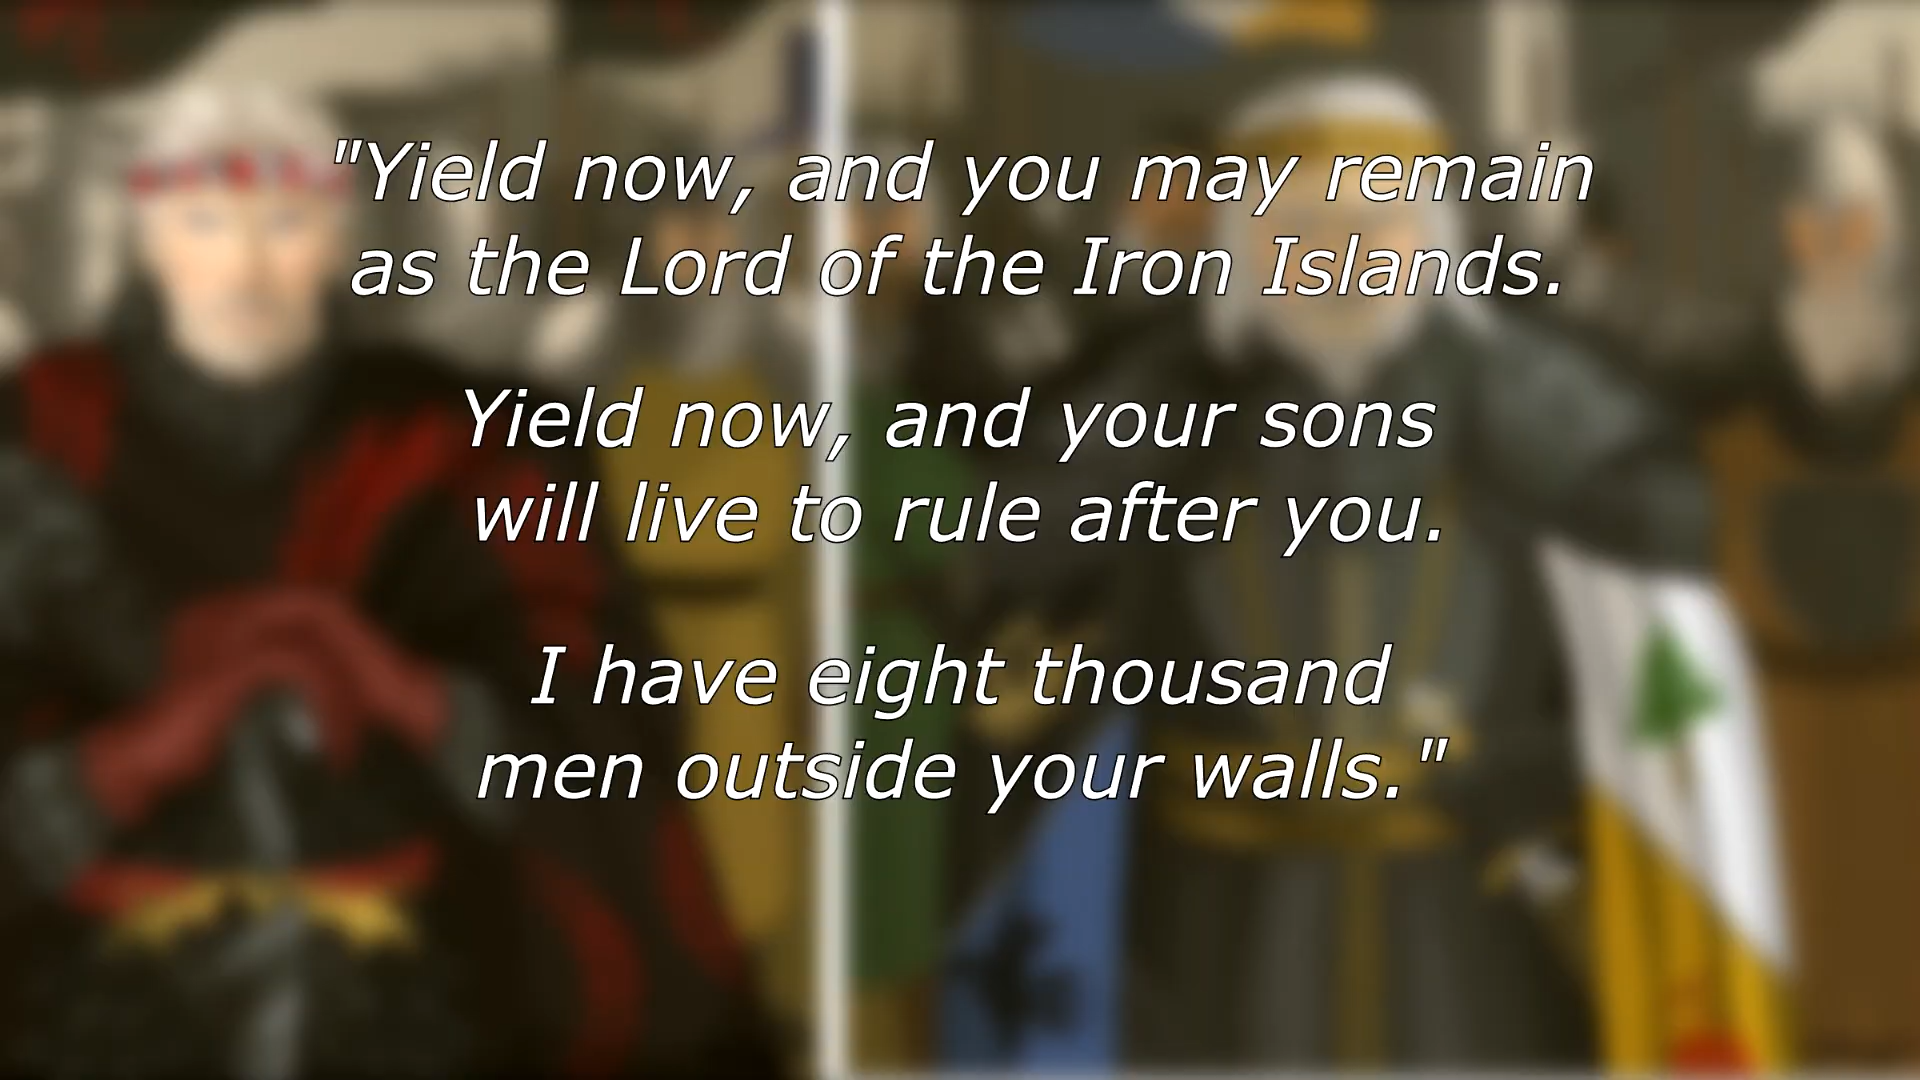 "Yield now, and you may remain
as the Lord of the Iron Islands.
Yield now, and your sons
will live to rule after you.
I have eight thousand
men outside your walls."